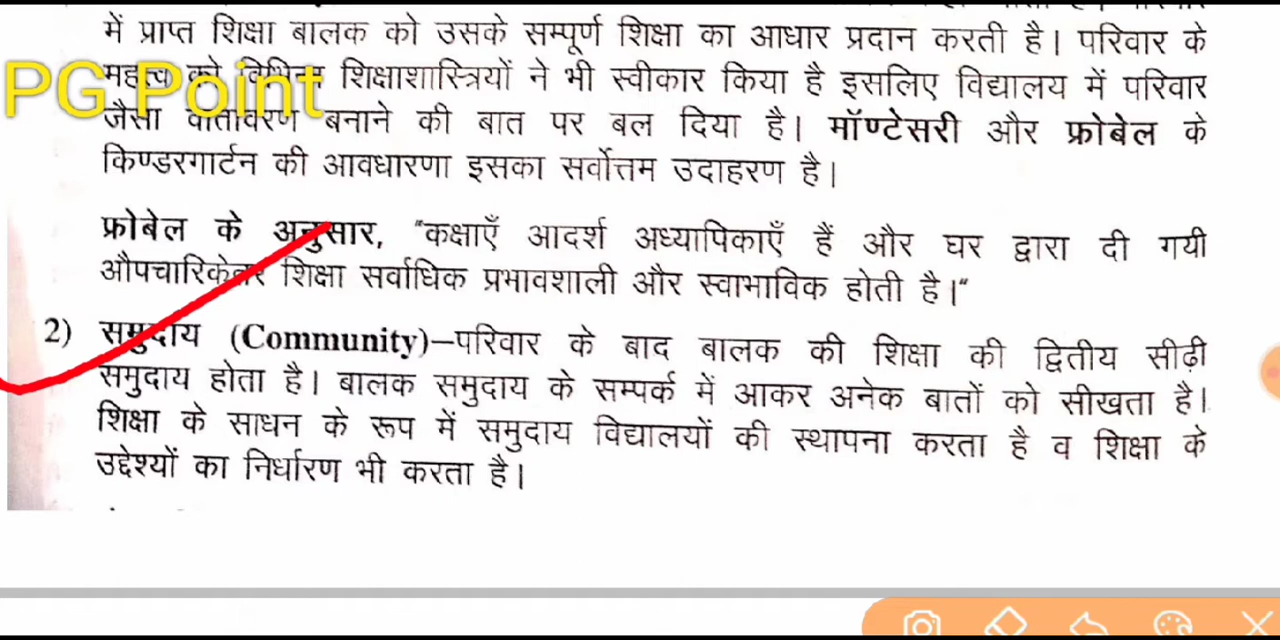 में प्राप्त शिक्षा बालक को उसके सम्पूर्ण शिक्षा का आधार प्रदान करती है। परिवार के
महत्त्व को विभिन्न शिक्षाशास्त्रियों ने भी स्वीकार किया है इसलिए विद्यालय में परिवार
PG Point
जैसा वातावरण बनाने की बात पर बल दिया है। मॉण्टेसरी और फ्रोबेल के
किण्डरगार्टन की आवधारणा इसका सर्वोत्तम उदाहरण है।
फ्रोबेल के अनुसार, "कक्षाएँ आदर्श अध्यापिकाएँ हैं और घर द्वारा दी गयी
औपचारिकेत्तर शिक्षा सर्वाधिक प्रभावशाली और स्वाभाविक होती है।"
2) समुदाय (Community)–परिवार के बाद बालक की शिक्षा की द्वितीय सीढ़ी
समुदाय होता है। बालक समुदाय के सम्पर्क में आकर अनेक बातों को सीखता है।
शिक्षा के साधन के रूप में समुदाय विद्यालयों की स्थापना करता है व शिक्षा के
उद्देश्यों का निर्धारण भी करता है।